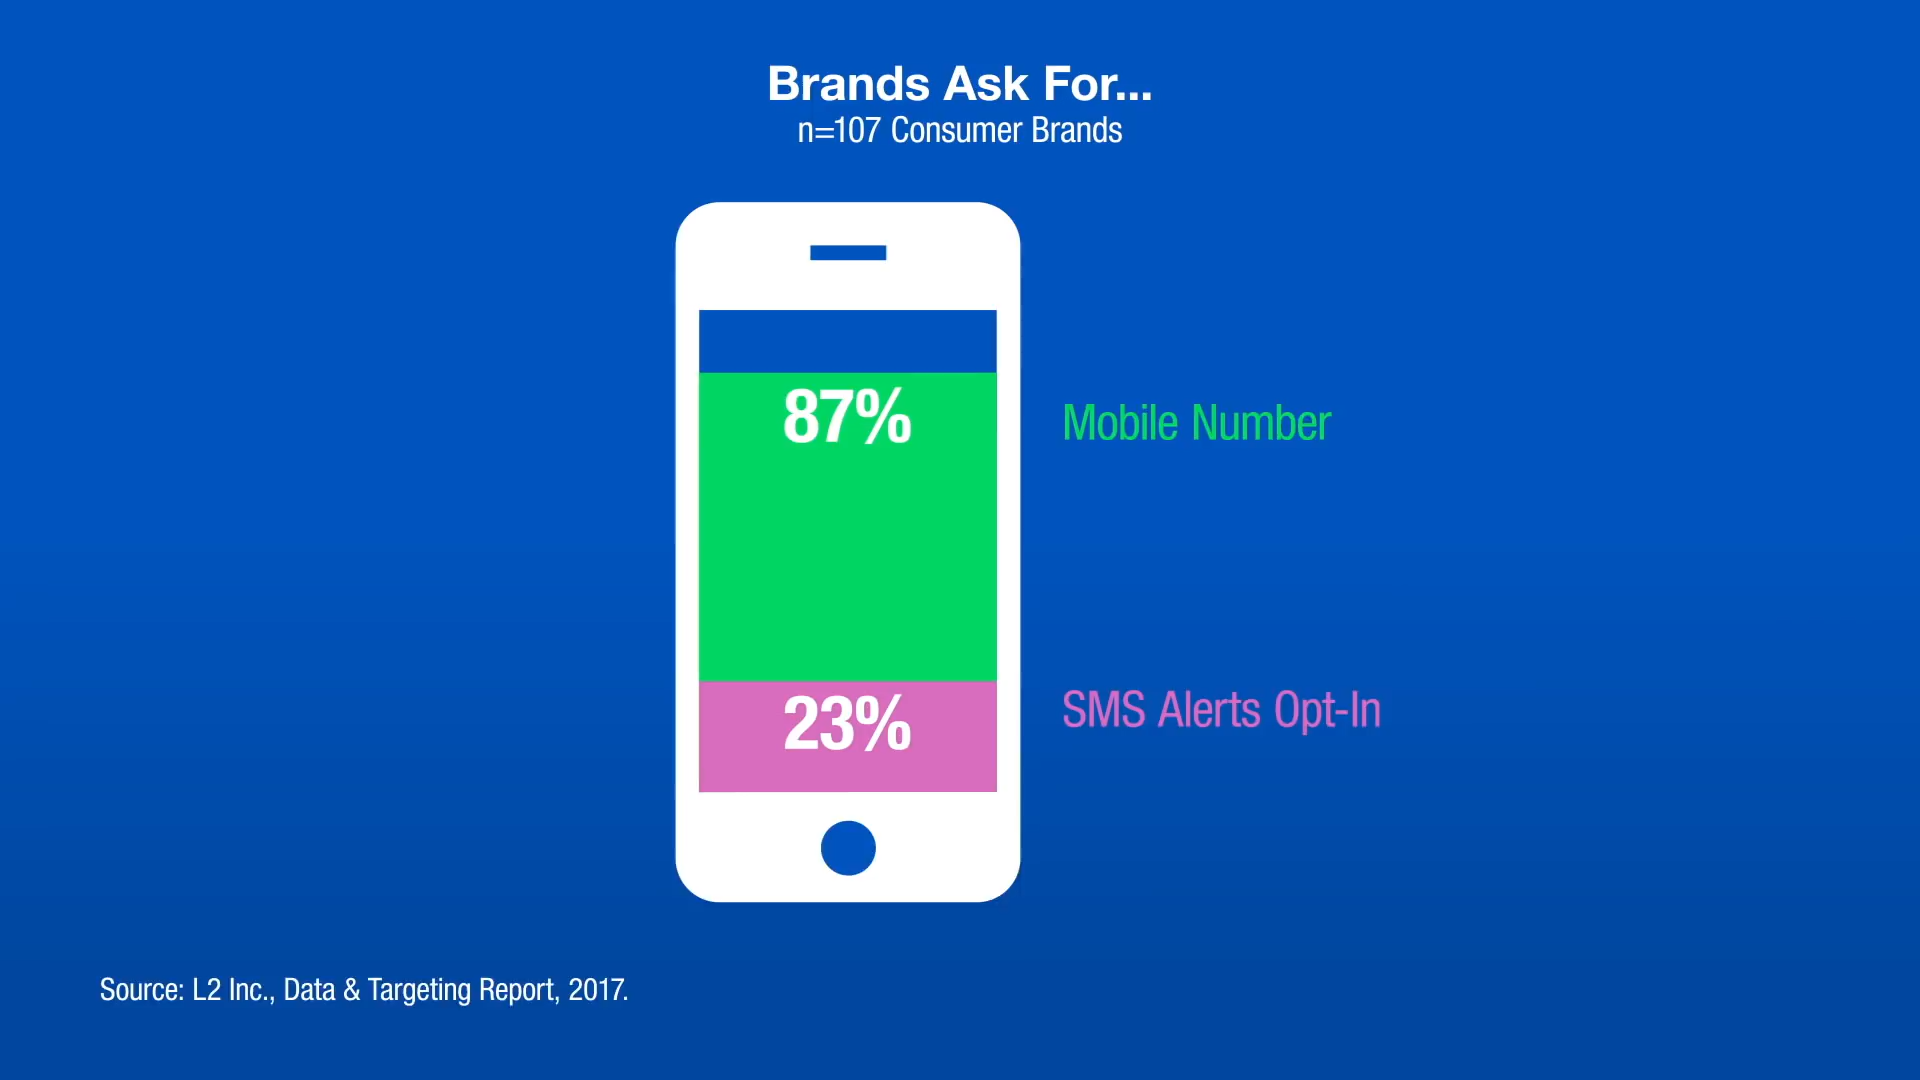 Brands Ask For...
n=107 Consumer Brands
87%
Mobile Number
23%
SMS Alerts Opt-In
Source: L2 Inc., Data & Targeting Report, 2017.